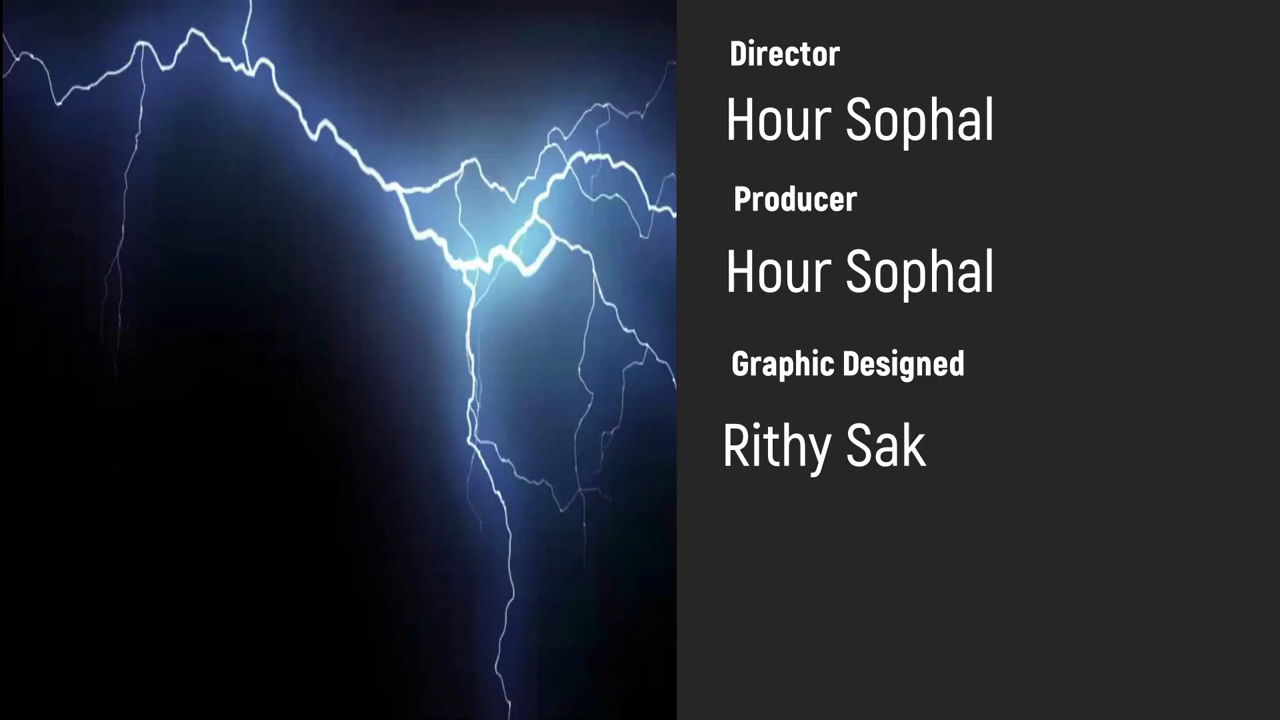 Director
Hour Sophal
Producer
Hour Sophal
Graphic Designed
Rithy Sak